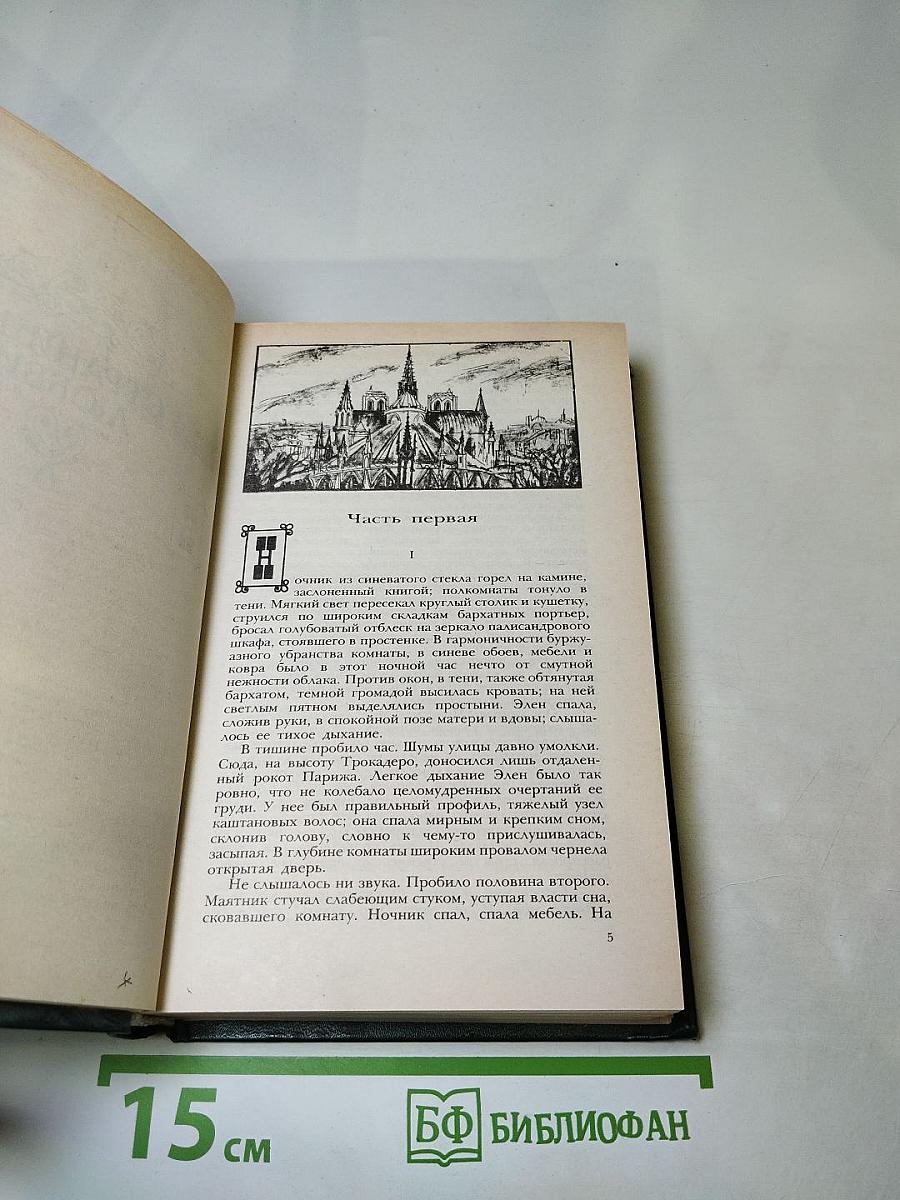 Часть первая
I
Ночник из синеватого стекла горел на камине,
заслоненный книгой; полкомнаты тонуло в
тени. Мягкий свет пересекал круглый столик и кушетку,
струился по широким складкам бархатных портьер,
бросал голубоватый отблеск на зеркало палисандрового
шкафа, стоявшего в простенке. В гармоничности буржу-
азного убранства комнаты, в синеве обоев, мебели и
ковра было в этот ночной час нечто от смутной
нежности облака. Против окон, в тени, также обтянутая
бархатом, темной громадой высилась кровать; на ней
светлым пятном выделялись простыни. Элен спала,
сложив руки, в спокойной позе матери и вдовы; слыша-
лось ее тихое дыхание.
В тишине пробило час. Шумы улицы давно умолкли.
Сюда, на высоту Трокадеро, доносился лишь отдален-
ный рокот Парижа. Легкое дыхание Элен было так
ровно, что не колебало целомудренных очертаний ее
груди. У нее был правильный профиль, тяжелый узел
каштановых волос; она спала мирным и крепким сном,
склонив голову, словно к чему-то прислушивалась,
засыпая. В глубине комнаты широким провалом чернела
открытая дверь.
Не слышалось ни звука. Пробило половина второго.
Маятник стучал слабеющим стуком, уступая власти сна,
сковавшего комнату. Ночник спал, спала мебель. На
5
15 см
БФ БИБЛИОФАН